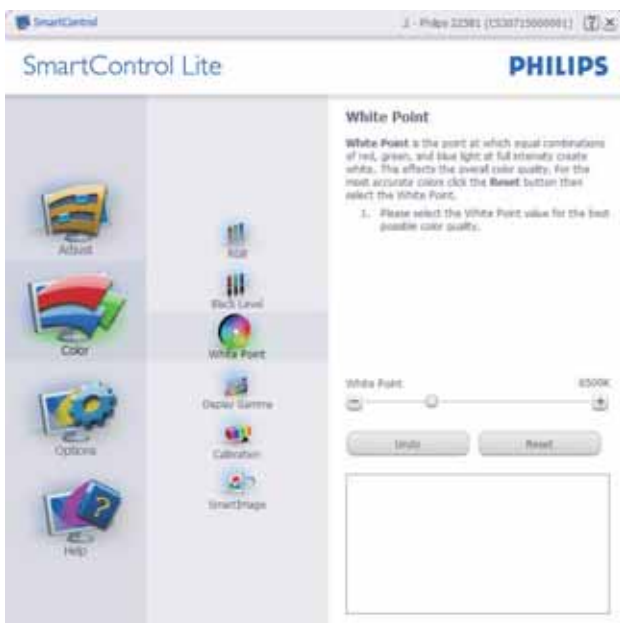 SmartControl
SmartControl Lite
PHILIPS
Adjust
Color
Options
Help
RGB
Black Level
White Point
Display Gamma
Calibration
SmartImage
White Point
White Point is the point at which equal combinations
of red, green, and blue light at full intensity create
white. The effects the overall color quality. For the
most accurate colors click the Reset button then
select the White Point.
1. Please select the White Point value for the best
possible color quality.
White Point
6500K
Undo
Reset